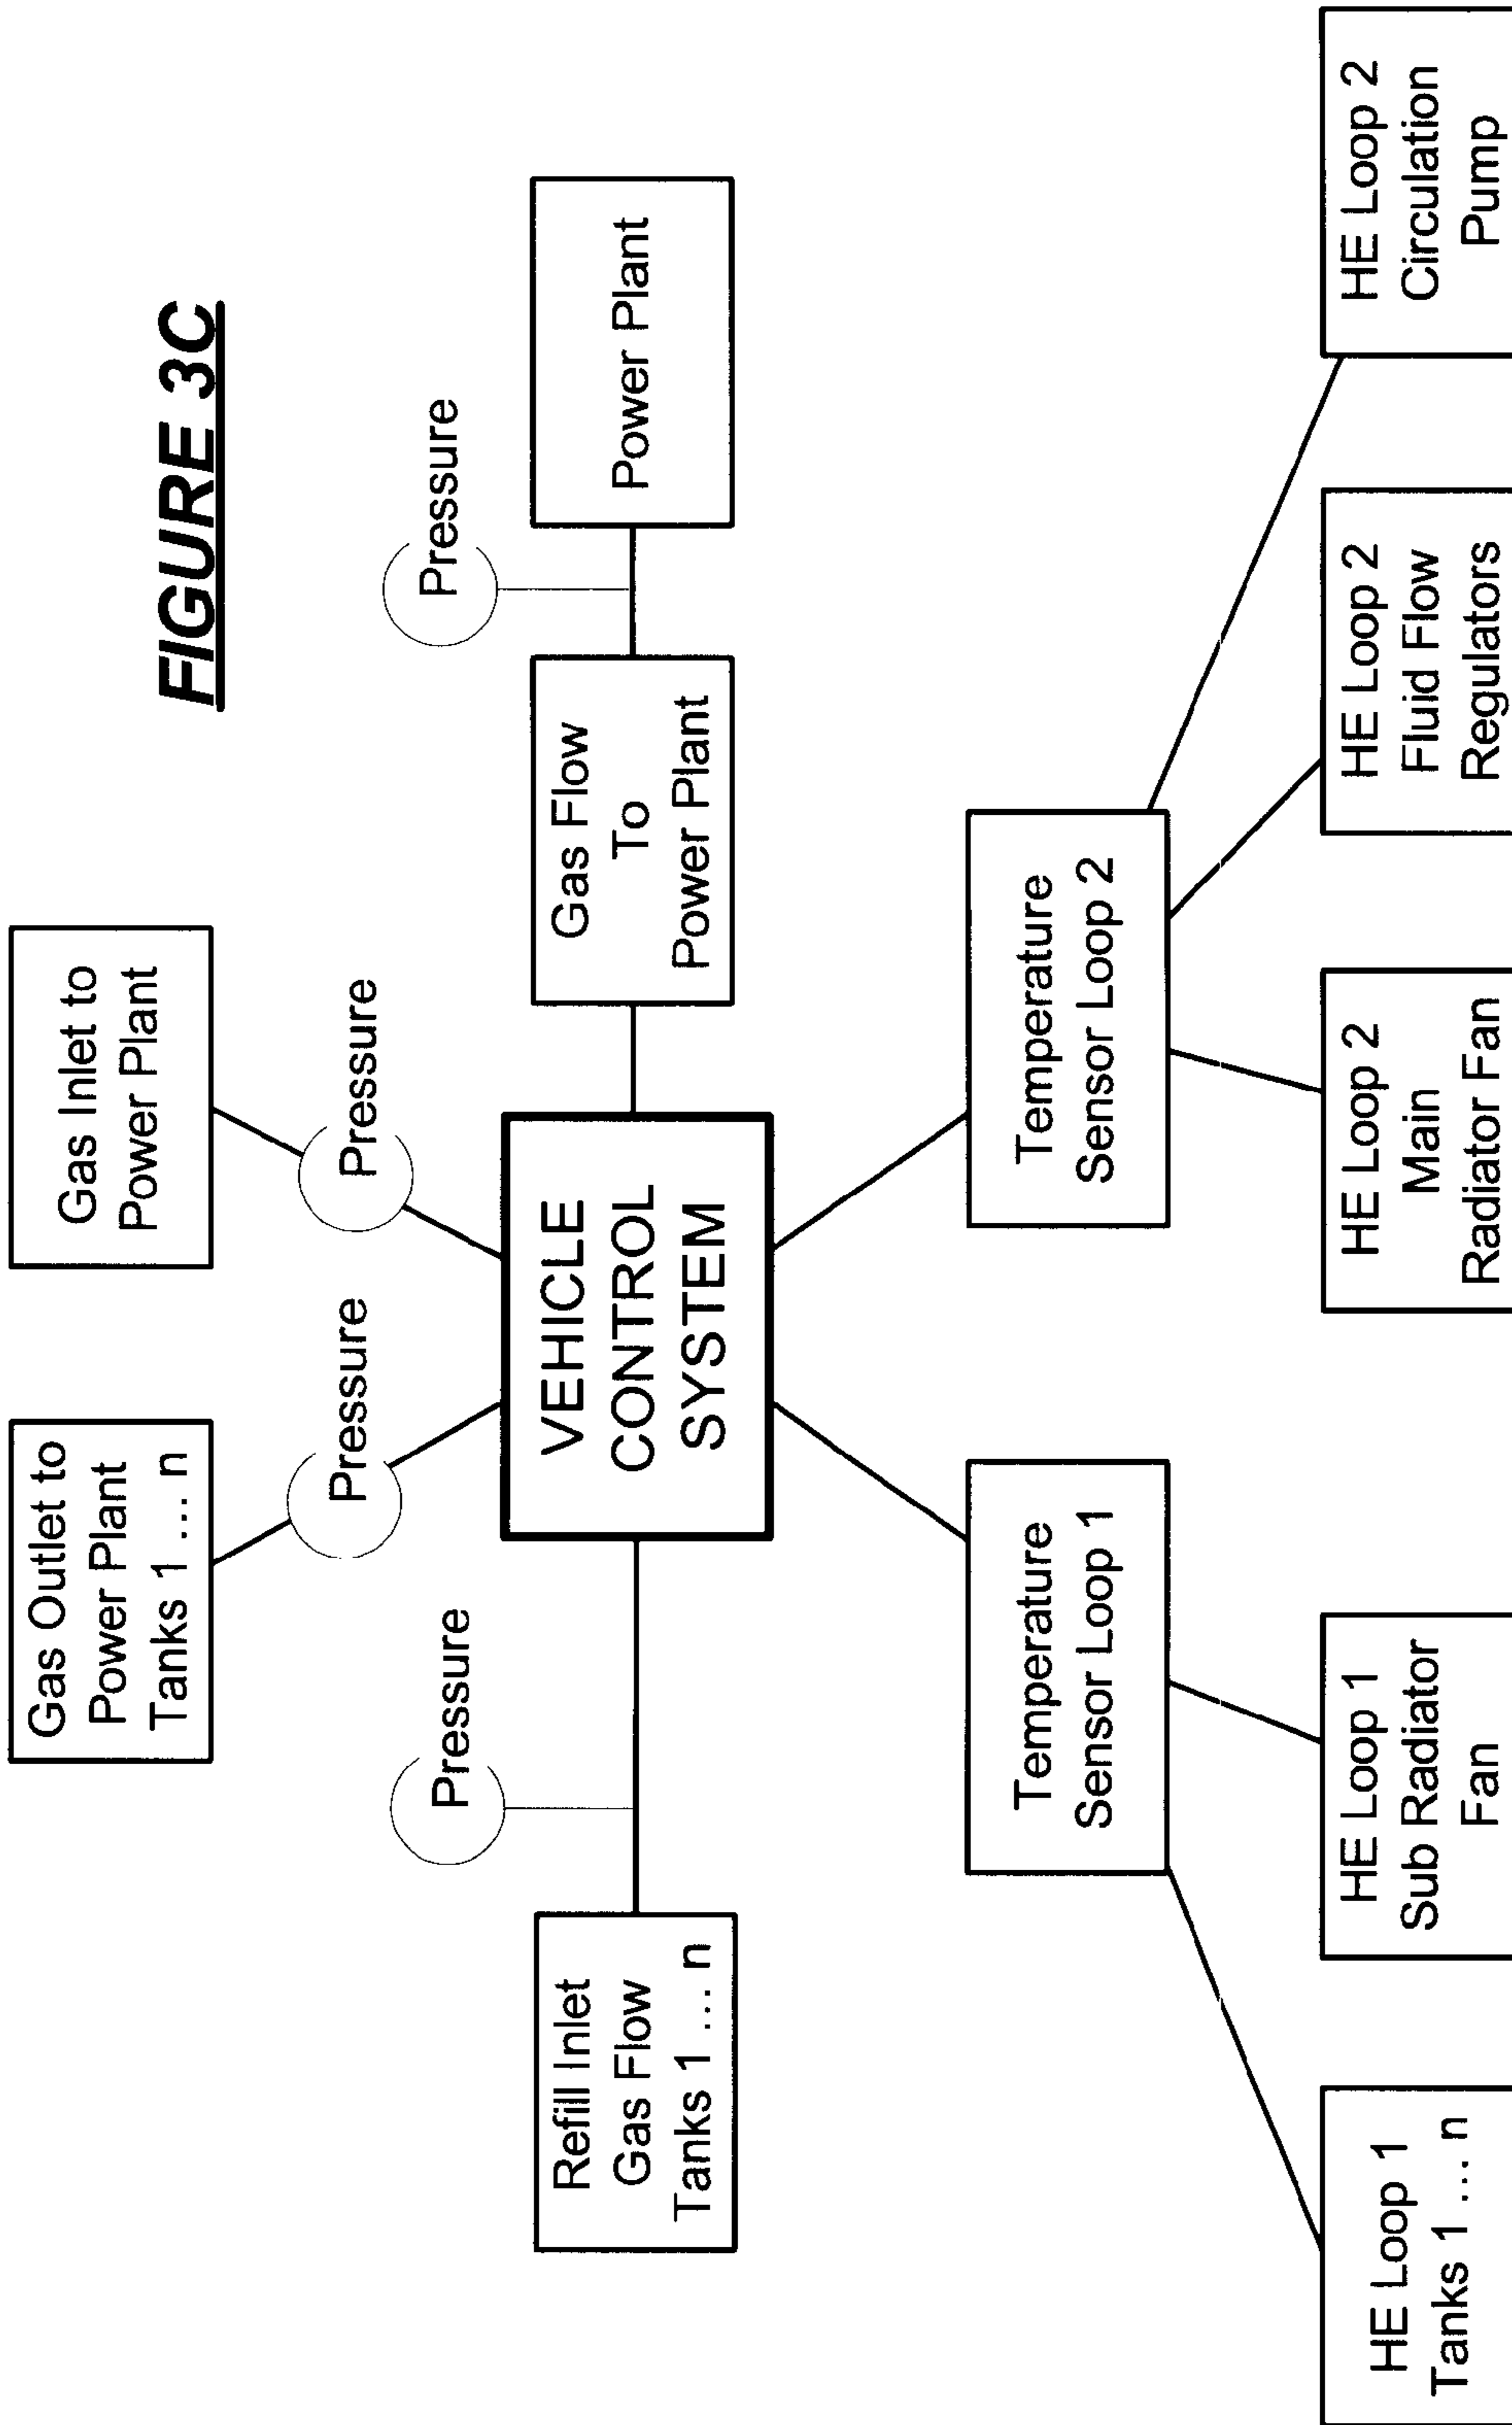 FIGURE 3C
Gas Outlet to
Power Plant
Tanks 1 ... n
Gas Inlet to
Power Plant
Pressure
Pressure
Pressure
Pressure
Refill Inlet
Gas Flow
Tanks 1 ... n
VEHICLE
CONTROL
SYSTEM
Gas Flow
To
Power Plant
Power Plant
Temperature
Sensor Loop 1
Temperature
Sensor Loop 2
HE Loop 1
Tanks 1 ... n
HE Loop 1
Sub Radiator
Fan
HE Loop 2
Main
Radiator Fan
HE Loop 2
Fluid Flow
Regulators
HE Loop 2
Circulation
Pump